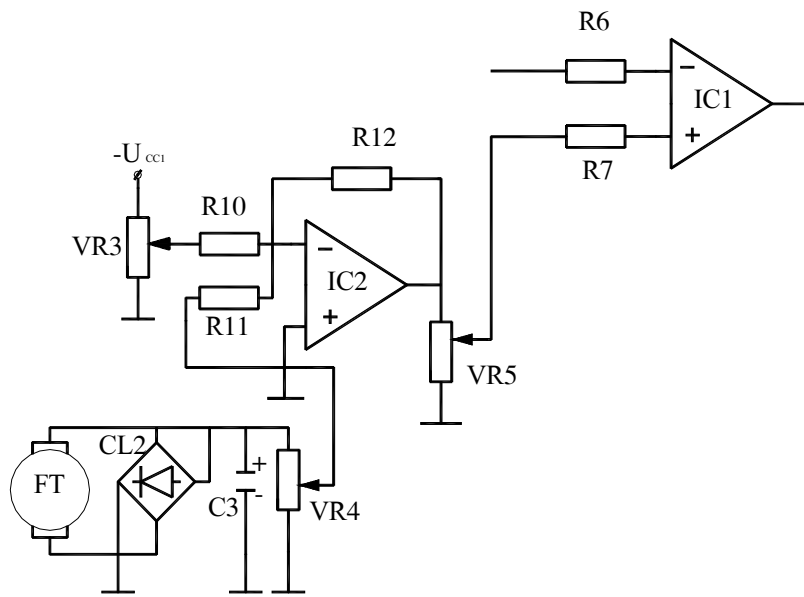 R6
IC1
R7
R12
-U CC1
R10
VR3
IC2
R11
VR5
CL2
FT
C3
VR4